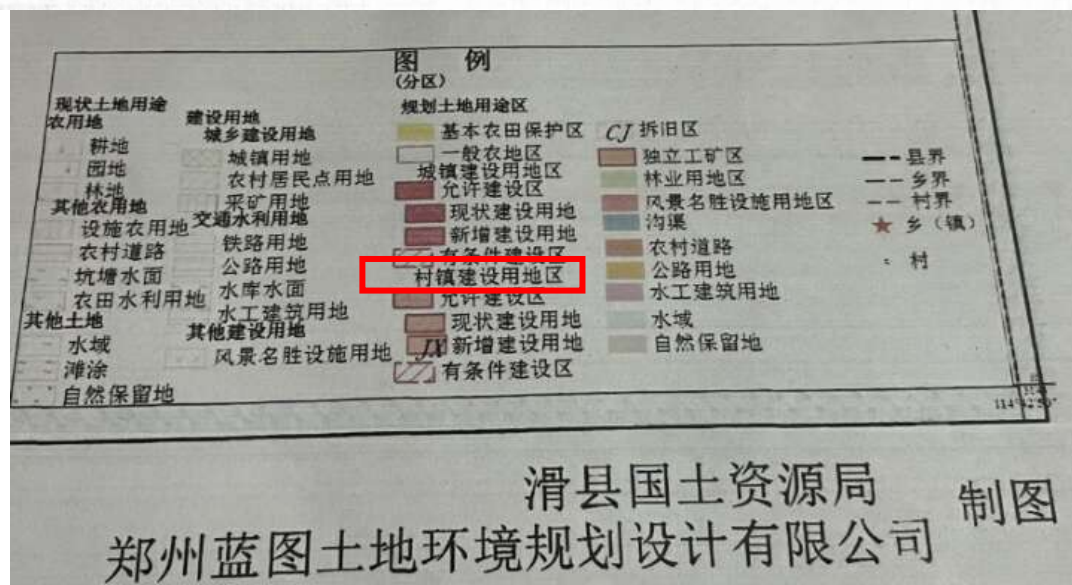 图 例
(分区)
现状土地用途
农用地
耕地
园地
林地
其他农用地
设施农用地
农村道路
坑塘水面
农田水利用地
其他土地
水域
滩涂
自然保留地
建设用地
城乡建设用地
城镇用地
农村居民点用地
采矿用地
交通水利用地
铁路用地
公路用地
水库水面
水工建筑用地
其他建设用地
风景名胜设施用地
规划土地用途区
基本农田保护区
一般农地区
城镇建设用地区
允许建设区
现状建设用地
新增建设用地
有条件建设区
村镇建设用地区
允许建设区
现状建设用地
JX 新增建设用地
有条件建设区
CJ 拆旧区
独立工矿区
林业用地区
风景名胜设施用地区
沟渠
农村道路
公路用地
水工建筑用地
水域
自然保留地
县界
乡界
村界
乡（镇）
村
滑县国土资源局
郑州蓝图土地环境规划设计有限公司
制图